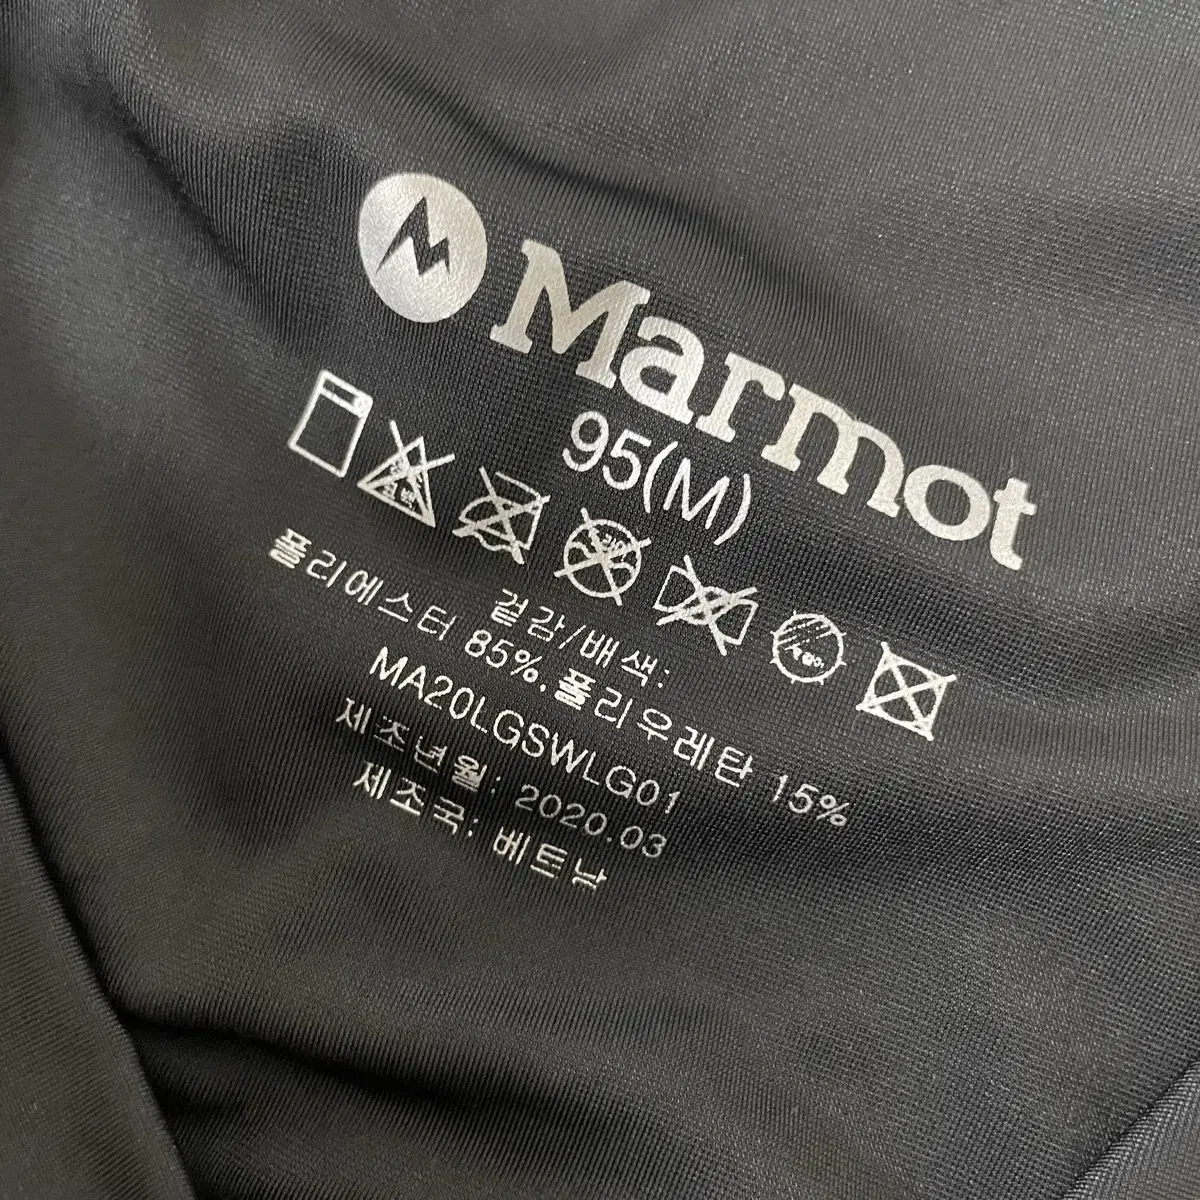 Marmot
95(M)
겉감/배색:
폴리에스터 85%, 폴리우레탄 15%
MA20LGSWLG01
제조년월: 2020.03
제조국: 베트남